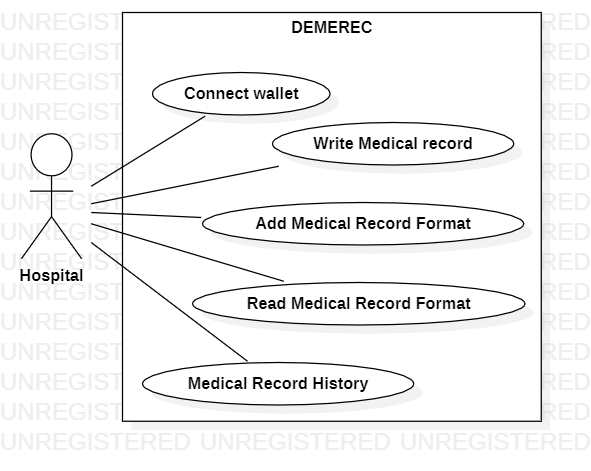 DEMEREC
Connect wallet
Write Medical record
Add Medical Record Format
Hospital
Read Medical Record Format
Medical Record History
UNREGISTERED UNREGISTERED UNREGISTERED